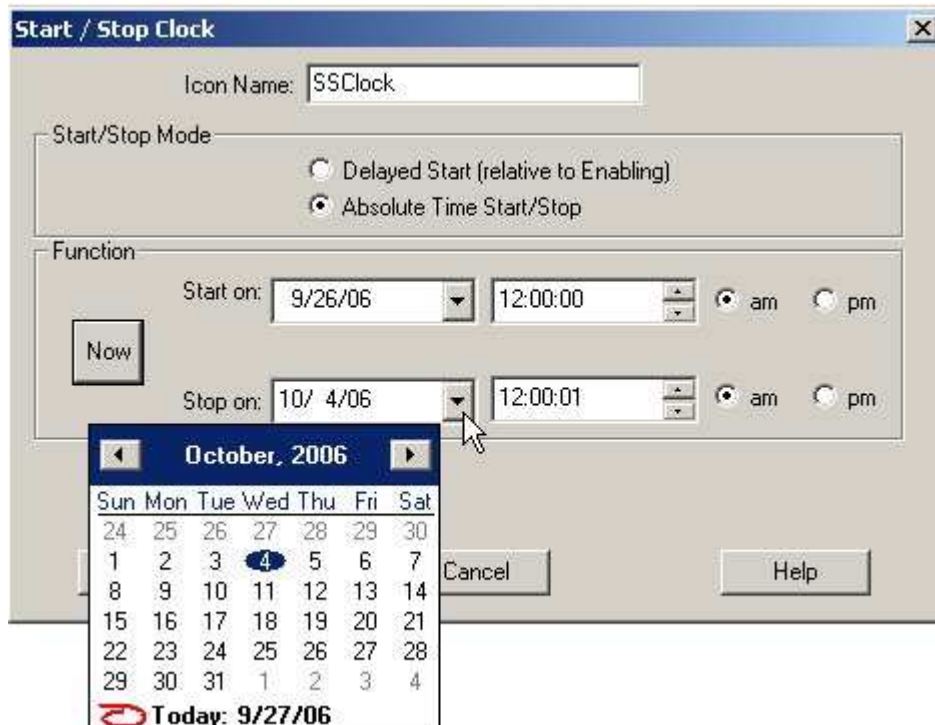 Start / Stop Clock
Icon Name: SSClock
Start/Stop Mode
Delayed Start (relative to Enabling)
Absolute Time Start/Stop
Function
Start on: 9/26/06 12:00:00 am pm
Now
Stop on: 10/ 4/06 12:00:01 am pm
October, 2006
Sun Mon Tue Wed Thu Fri Sat
24 25 26 27 28 29 30
1 2 3 4 5 6 7
8 9 10 11 12 13 14
15 16 17 18 19 20 21
22 23 24 25 26 27 28
29 30 31 1 2 3 4
Today: 9/27/06
Cancel
Help